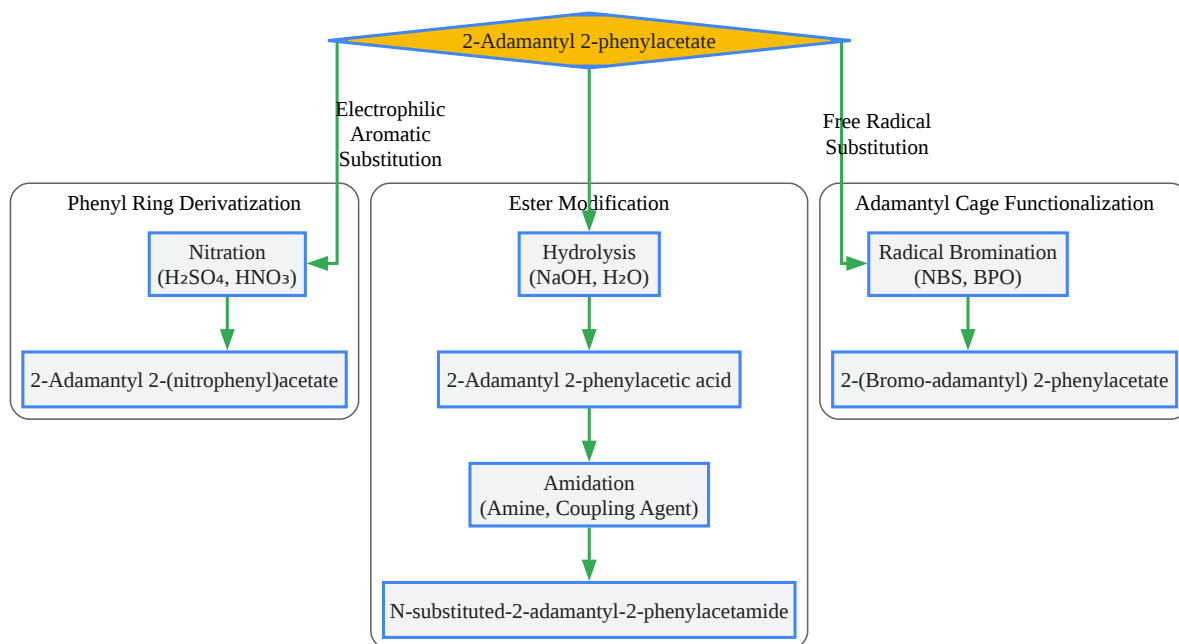 2-Adamantyl 2-phenylacetate
Electrophilic
Aromatic
Substitution
Free Radical
Substitution
Phenyl Ring Derivatization
Nitration
(H₂SO₄, HNO₃)
2-Adamantyl 2-(nitrophenyl)acetate
Ester Modification
Hydrolysis
(NaOH, H₂O)
2-Adamantyl 2-phenylacetic acid
Amidation
(Amine, Coupling Agent)
N-substituted-2-adamantyl-2-phenylacetamide
Adamantyl Cage Functionalization
Radical Bromination
(NBS, BPO)
2-(Bromo-adamantyl) 2-phenylacetate